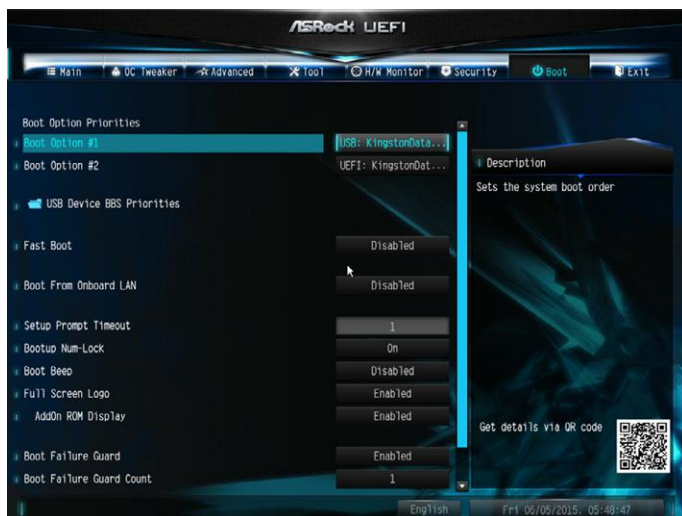 ASRock UEFI
Main OC Tweaker Advanced Tool H/W Monitor Security Boot Exit
Boot Option Priorities
Boot Option #1 USB: KingstonData...
Boot Option #2 UEFI: KingstonDat...
USB Device BBS Priorities
Fast Boot Disabled
Boot From Onboard LAN Disabled
Setup Prompt Timeout 1
Bootup Num-Lock On
Boot Beep Disabled
Full Screen Logo Enabled
AddOn ROM Display Enabled
Boot Failure Guard Enabled
Boot Failure Guard Count 1
Description
Sets the system boot order
Get details via QR code
English Fri 06/05/2015, 05:48:47